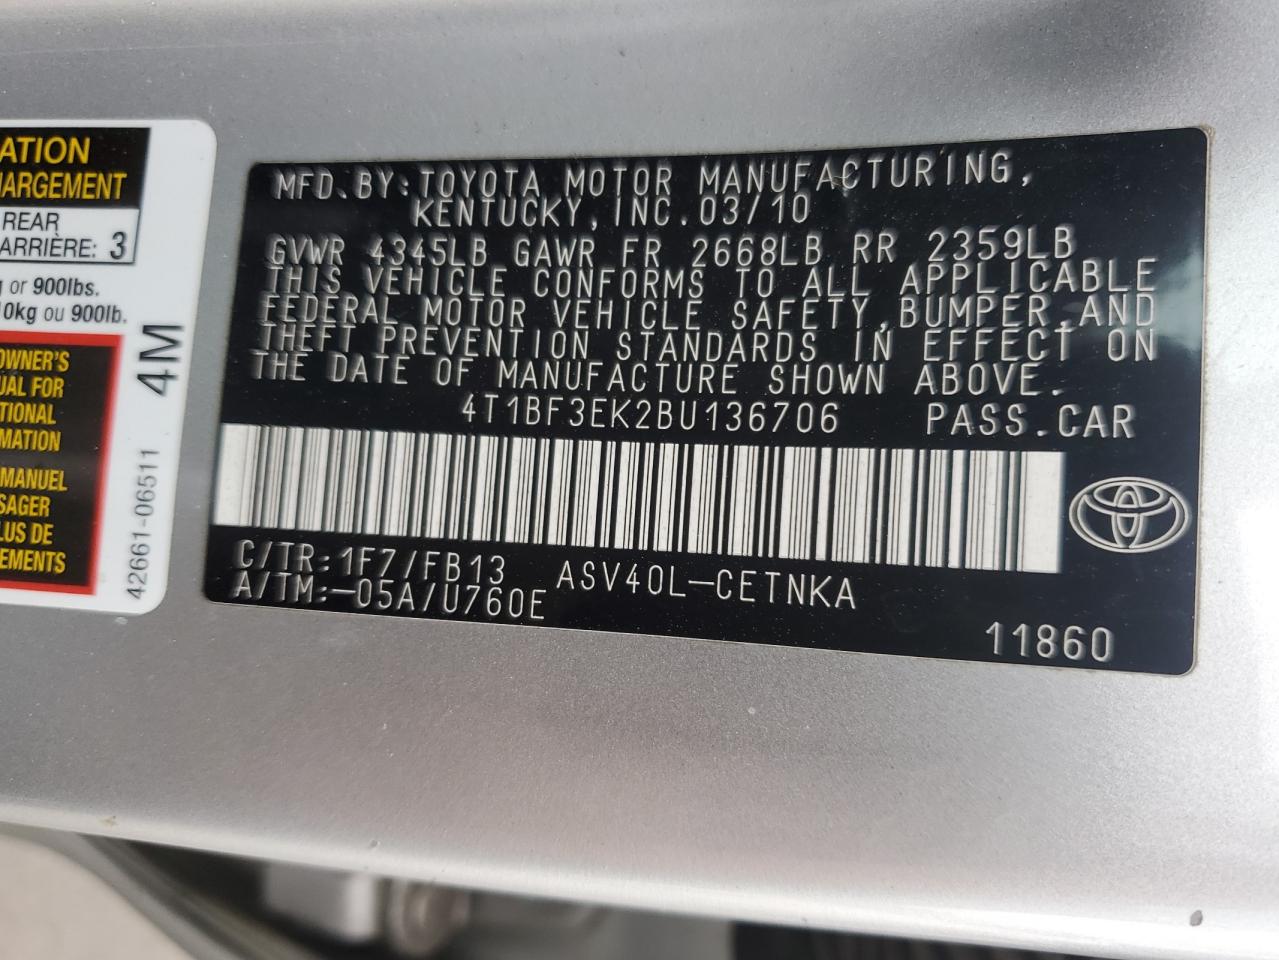 ATION
HARGEMENT
REAR
ARRIÈRE: 3
g or 900lbs.
10kg ou 900lb.
OWNER'S
UAL FOR
TIONAL
MATION
MANUEL
SAGER
LUS DE
EMENTS
42661-06511 4M
MFD.BY:TOYOTA MOTOR MANUFACTURING,
KENTUCKY,INC.03/10
GVWR 4345LB GAWR FR 2668LB RR 2359LB
THIS VEHICLE CONFORMS TO ALL APPLICABLE
FEDERAL MOTOR VEHICLE SAFETY,BUMPER,AND
THEFT PREVENTION STANDARDS IN EFFECT ON
THE DATE OF MANUFACTURE SHOWN ABOVE.
4T1BF3EK2BU136706 PASS.CAR
C/TR:1F7/FB13 ASV40L-CETNKA
A/TM:-05A/U760E
11860